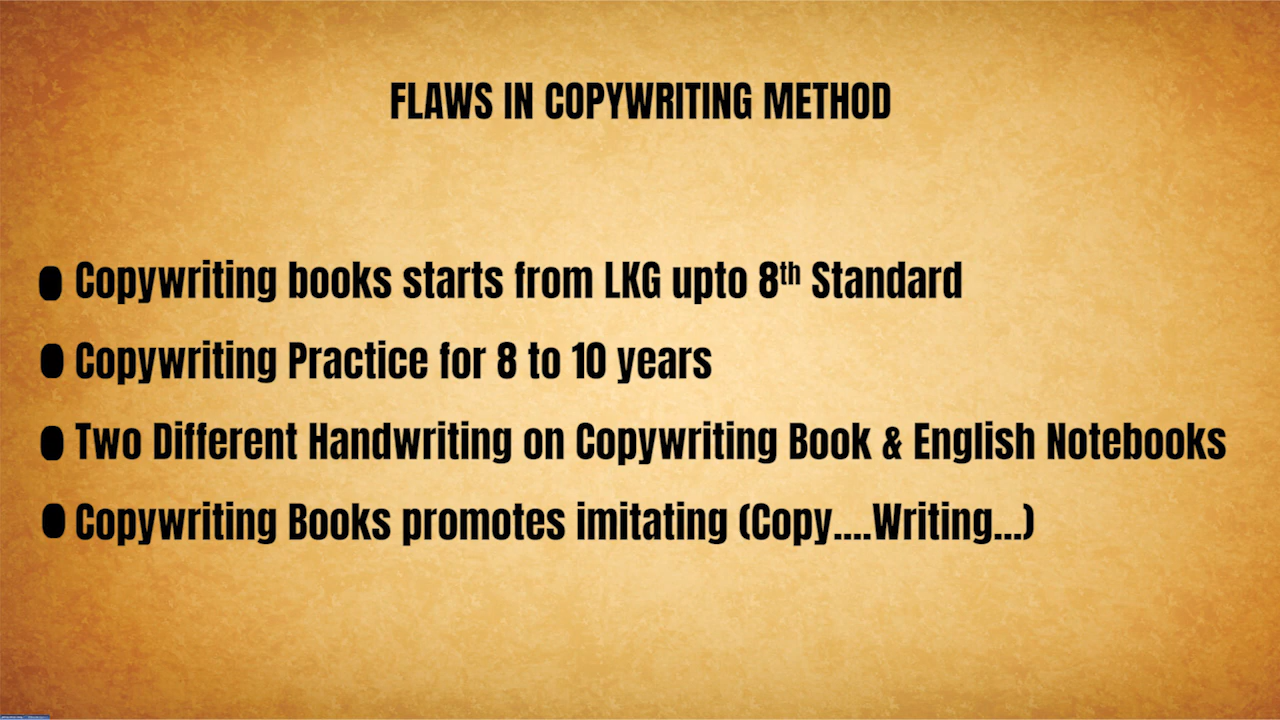 FLAWS IN COPYWRITING METHOD
● Copywriting books starts from LKG upto 8th Standard
● Copywriting Practice for 8 to 10 years
● Two Different Handwriting on Copywriting Book & English Notebooks
● Copywriting Books promotes imitating (Copy....Writing...)